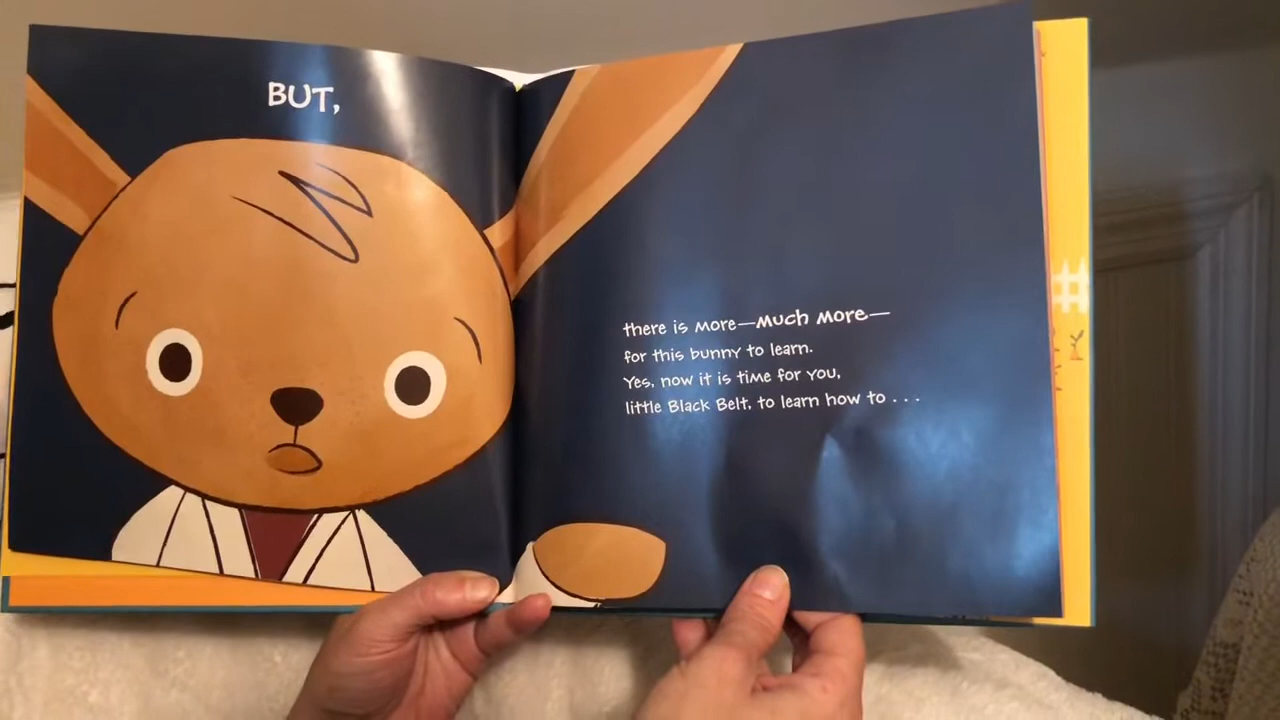 BUT,
there is more—much more—
for this bunny to learn.
Yes, now it is time for you,
little Black Belt, to learn how to . . .